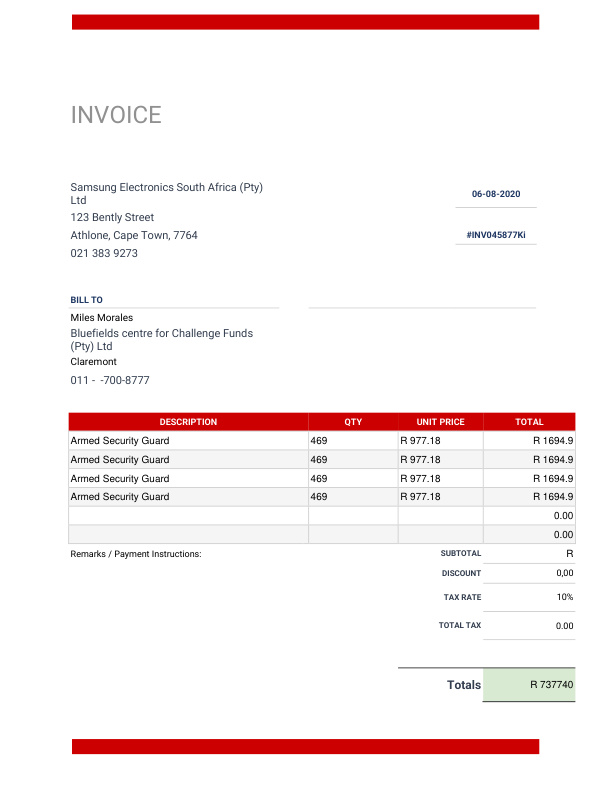 INVOICE
Samsung Electronics South Africa (Pty)
Ltd
06-08-2020
123 Bently Street
Athlone, Cape Town, 7764
#INV045877Ki
021 383 9273
BILL TO
Miles Morales
Bluefields centre for Challenge Funds
(Pty) Ltd
Claremont
011 - -700-8777
DESCRIPTION QTY UNIT PRICE TOTAL
Armed Security Guard 469 R 977.18 R 1694.9
Armed Security Guard 469 R 977.18 R 1694.9
Armed Security Guard 469 R 977.18 R 1694.9
Armed Security Guard 469 R 977.18 R 1694.9
0.00
0.00
Remarks / Payment Instructions: SUBTOTAL R
DISCOUNT 0,00
TAX RATE 10%
TOTAL TAX 0.00
Totals R 737740